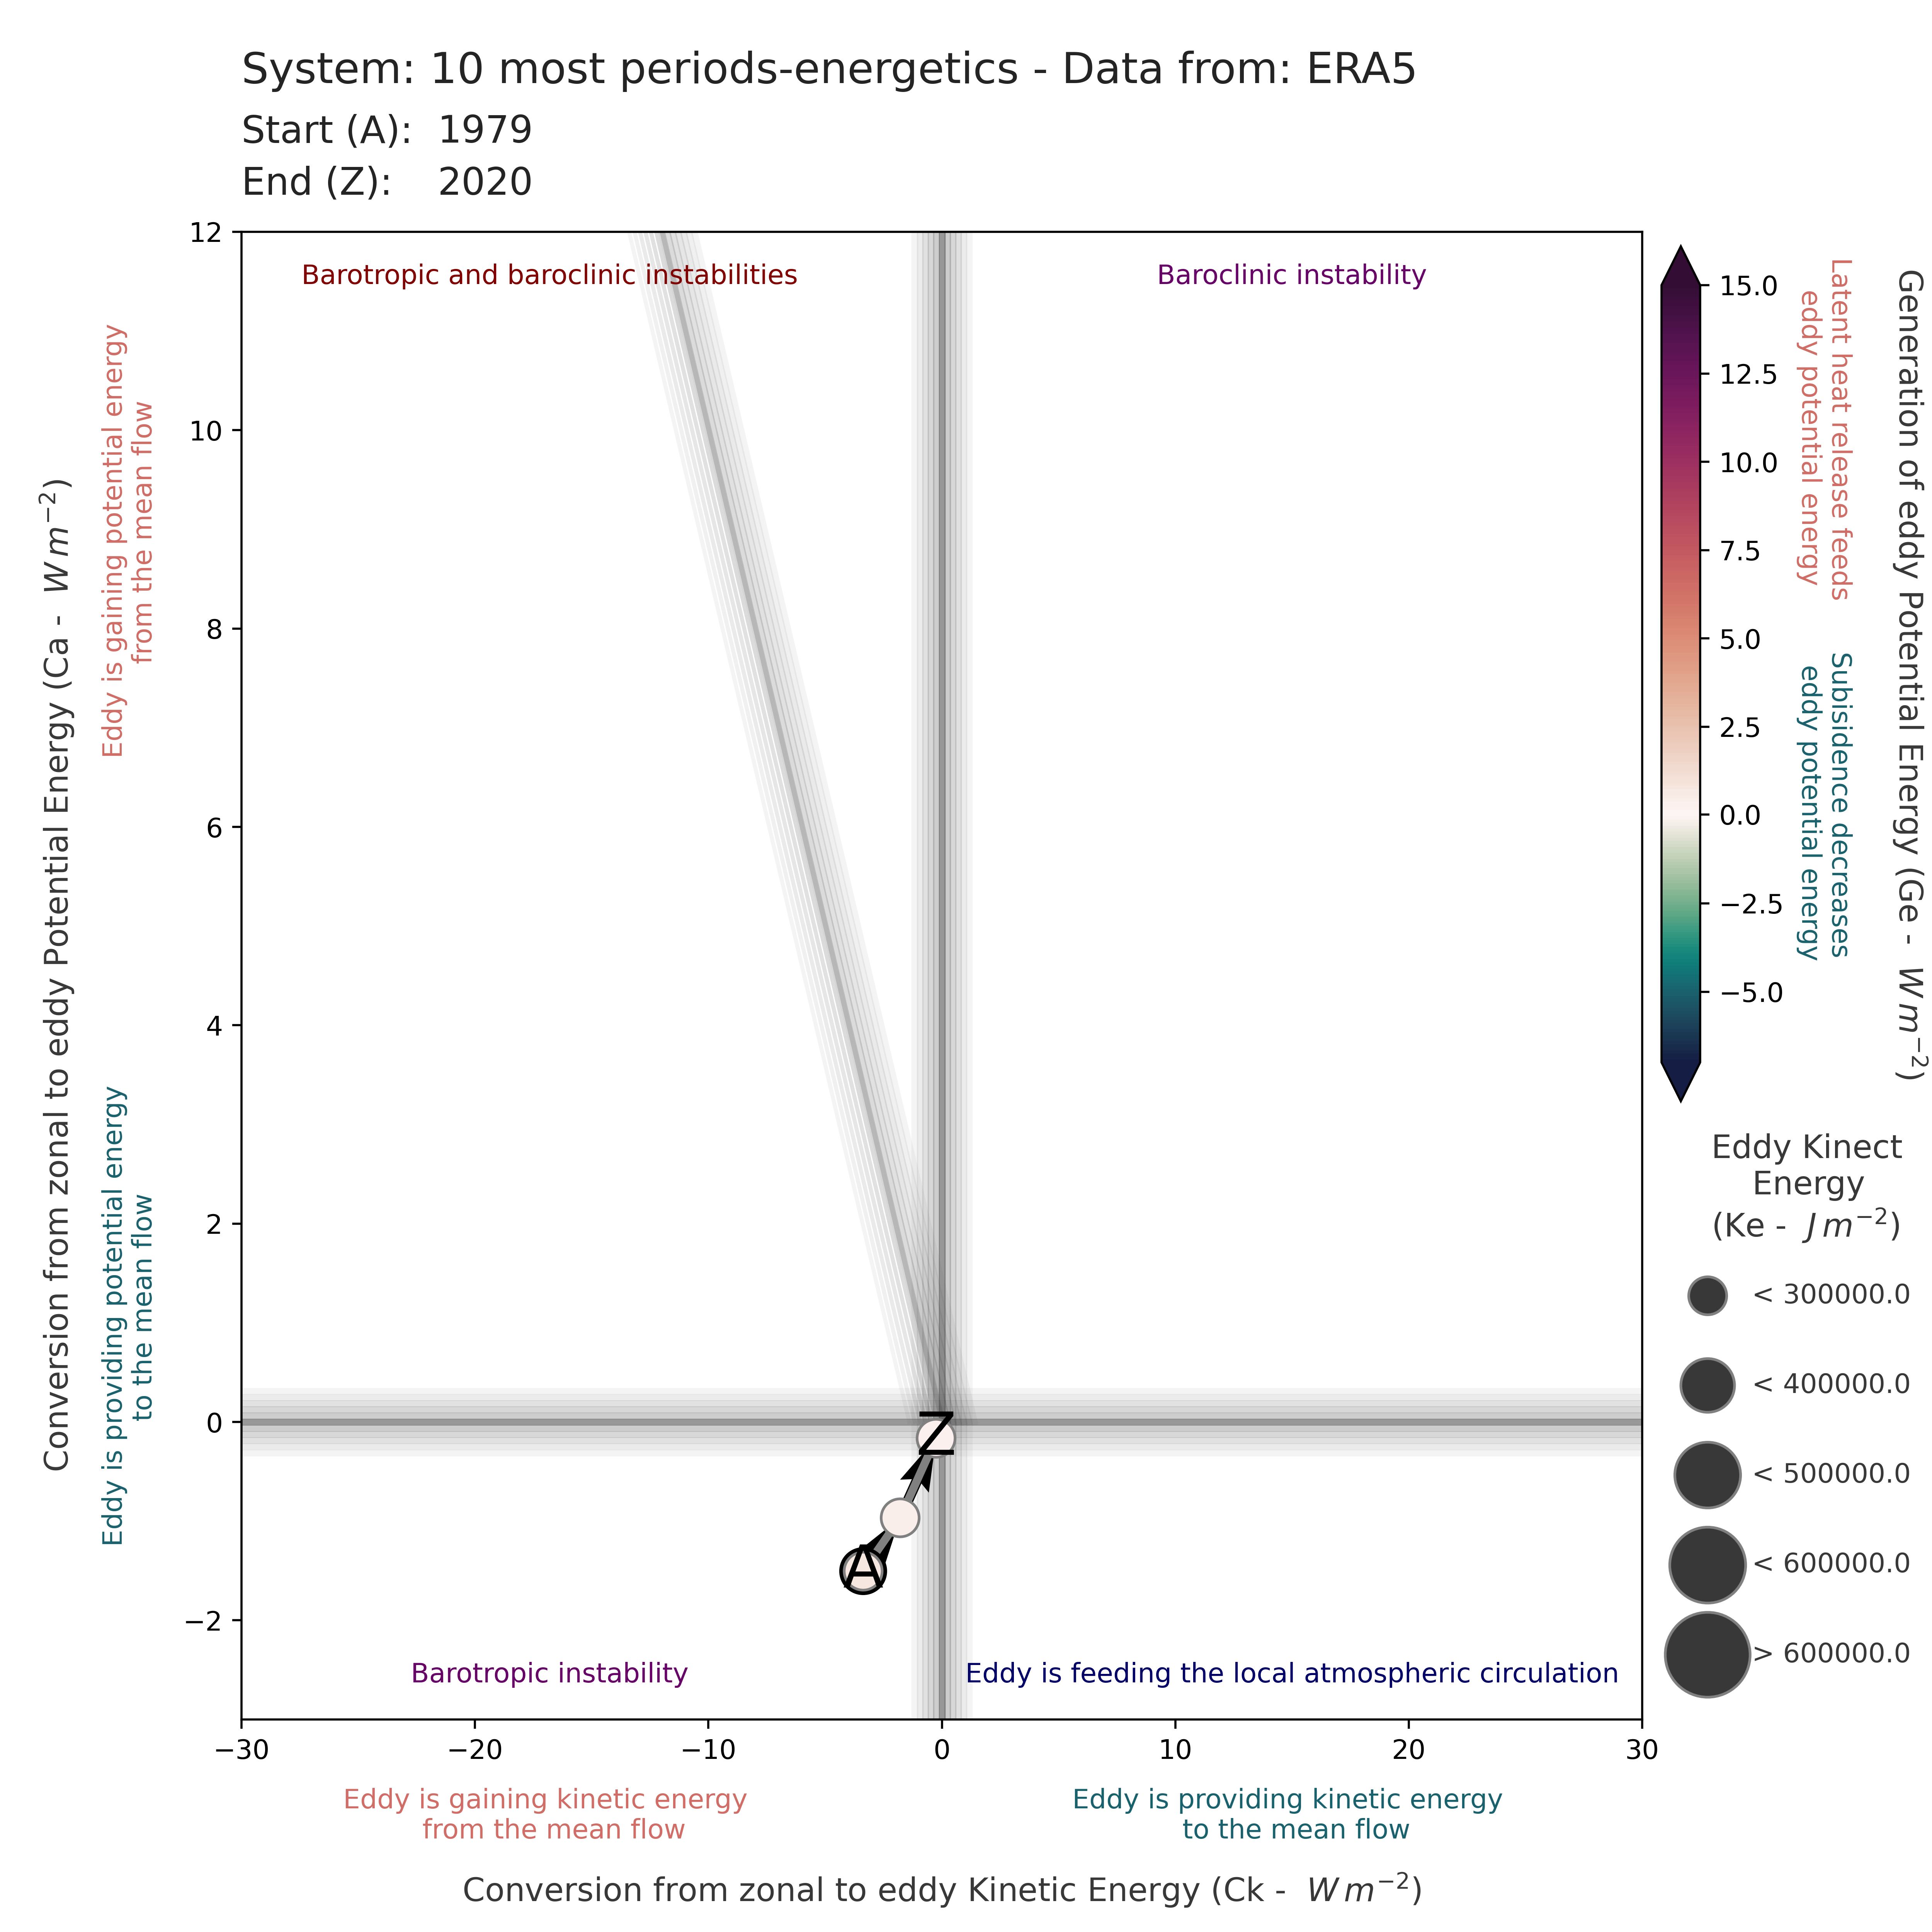 System: 10 most periods-energetics - Data from: ERA5
Start (A): 1979
End (Z): 2020
Conversion from zonal to eddy Potential Energy (Ca - W m⁻²)
Eddy is gaining potential energy
from the mean flow
Eddy is providing potential energy
to the mean flow
12
10
8
6
4
2
0
−2
Barotropic and baroclinic instabilities
Baroclinic instability
Z
A
Barotropic instability
Eddy is feeding the local atmospheric circulation
−30
−20
−10
0
10
20
30
Eddy is gaining kinetic energy
from the mean flow
Eddy is providing kinetic energy
to the mean flow
Conversion from zonal to eddy Kinetic Energy (Ck - W m⁻²)
15.0
12.5
10.0
7.5
5.0
2.5
0.0
−2.5
−5.0
Latent heat release feeds
eddy potential energy
Subsidence decreases
eddy potential energy
Generation of eddy Potential Energy (Ge - W m⁻²)
Eddy Kinect
Energy
(Ke - J m⁻²)
< 300000.0
< 400000.0
< 500000.0
< 600000.0
> 600000.0